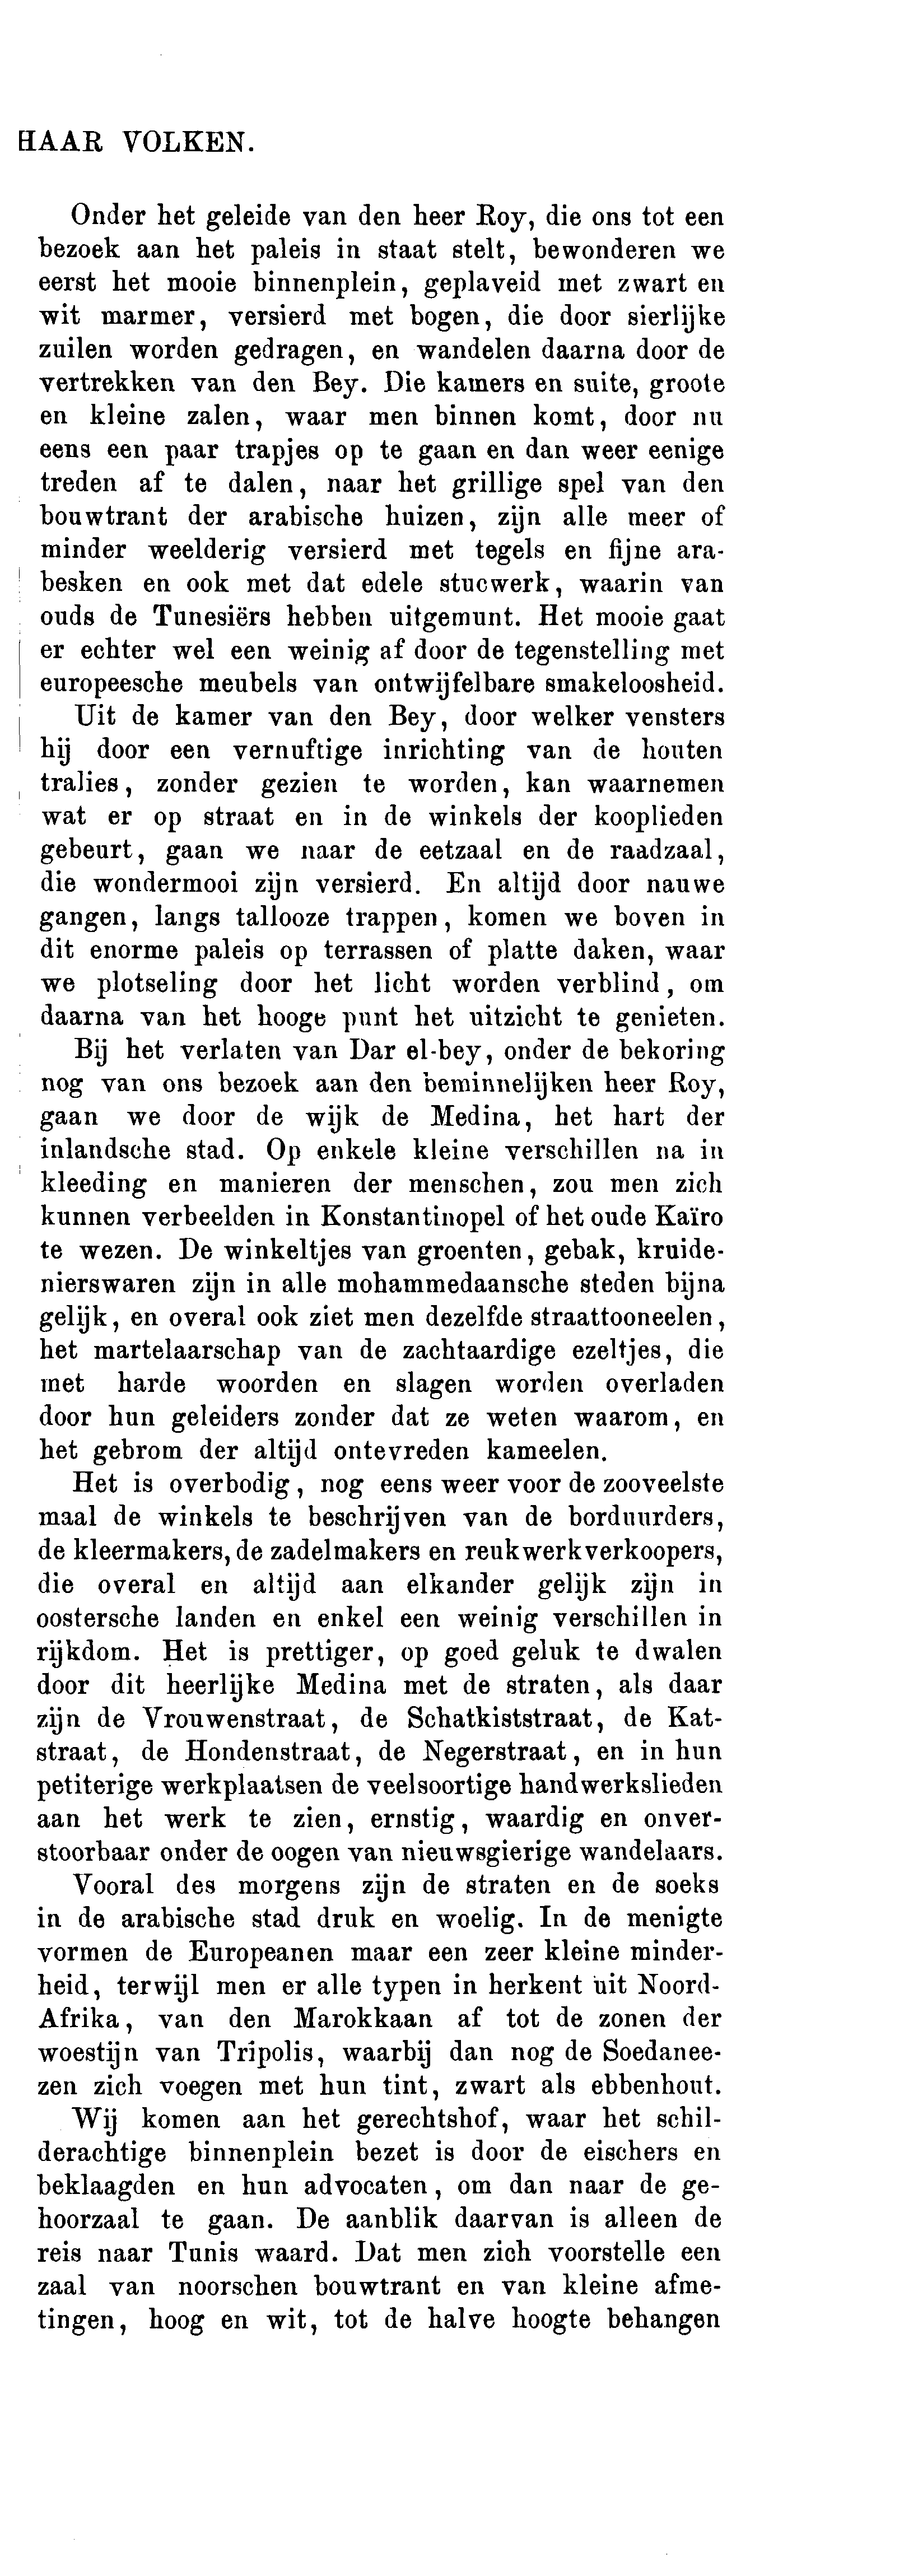 HAAR VOLKEN.
Onder het geleide van den heer Roy, die ons tot een
bezoek aan het paleis in staat stelt, bewonderen we
eerst het mooie binnenplein, geplaveid met zwart en
wit marmer, versierd met bogen, die door sierlijke
zuilen worden gedragen, en wandelen daarna door de
vertrekken van den Bey. Die kamers en suite, groote
en kleine zalen, waar men binnen komt, door nu
eens een paar trapjes op te gaan en dan weer eenige
treden af te dalen, naar het grillige spel van den
bouwtrant der arabische huizen, zijn alle meer of
minder weelderig versierd met tegels en fijne ara-
besken en ook met dat edele stucwerk, waarin van
ouds de Tunesiërs hebben uitgemunt. Het mooie gaat
er echter wel een weinig af door de tegenstelling met
europeesche meubels van ontwijfelbare smakeloosheid.
Uit de kamer van den Bey, door welker vensters
hij door een vernuftige inrichting van de houten
tralies, zonder gezien te worden, kan waarnemen
wat er op straat en in de winkels der kooplieden
gebeurt, gaan we naar de eetzaal en de raadzaal,
die wondermooi zijn versierd. En altijd door nauwe
gangen, langs tallooze trappen, komen we boven in
dit enorme paleis op terrassen of platte daken, waar
we plotseling door het licht worden verblind, om
daarna van het hooge punt het uitzicht te genieten.
Bij het verlaten van Dar el-bey, onder de bekoring
nog van ons bezoek aan den beminnelijken heer Roy,
gaan we door de wijk de Medina, het hart der
inlandsche stad. Op enkele kleine verschillen na in
kleeding en manieren der menschen, zou men zich
kunnen verbeelden in Konstantinopel of het oude Kaïro
te wezen. De winkeltjes van groenten, gebak, kruide-
nierswaren zijn in alle mohammedaansche steden bijna
gelijk, en overal ook ziet men dezelfde straattooneelen,
het martelaarschap van de zachtaardige ezeltjes, die
met harde woorden en slagen worden overladen
door hun geleiders zonder dat ze weten waarom, en
het gebrom der altijd ontevreden kameelen.
Het is overbodig, nog eens weer voor de zooveelste
maal de winkels te beschrijven van de borduurders,
de kleermakers, de zadelmakers en reukwerkverkoopers,
die overal en altijd aan elkander gelijk zijn in
oostersche landen en enkel een weinig verschillen in
rijkdom. Het is prettiger, op goed geluk te dwalen
door dit heerlijke Medina met de straten, als daar
zijn de Vrouwenstraat, de Schatkiststraat, de Kat-
straat, de Hondenstraat, de Negerstraat, en in hun
petiterige werkplaatsen de veelsoortige handwerkslieden
aan het werk te zien, ernstig, waardig en onver-
stoorbaar onder de oogen van nieuwsgierige wandelaars.
Vooral des morgens zijn de straten en de soeks
in de arabische stad druk en woelig. In de menigte
vormen de Europeanen maar een zeer kleine minder-
heid, terwijl men er alle typen in herkent uit Noord-
Afrika, van den Marokkaan af tot de zonen der
woestijn van Tripolis, waarbij dan nog de Soedanee-
zen zich voegen met hun tint, zwart als ebbenhout.
Wij komen aan het gerechtshof, waar het schil-
derachtige binnenplein bezet is door de eischers en
beklaagden en hun advocaten, om dan naar de ge-
hoorzaal te gaan. De aanblik daarvan is alleen de
reis naar Tunis waard. Dat men zich voorstelle een
zaal van noorschen bouwtrant en van kleine afme-
tingen, hoog en wit, tot de halve hoogte behangen